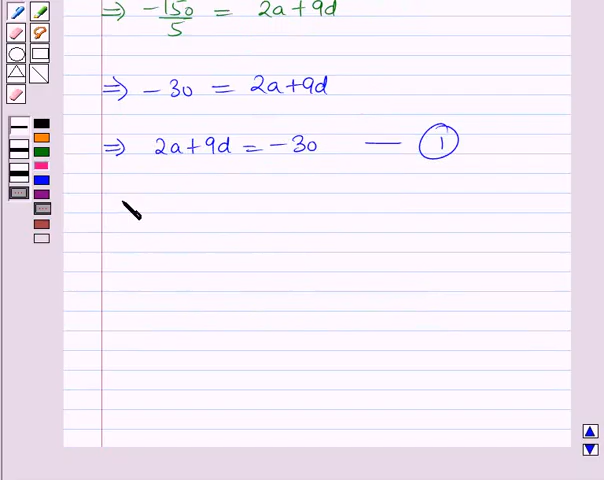 ⇒ -150/5 = 2a+9d
⇒ -30 = 2a+9d
⇒ 2a+9d = -30 — 1